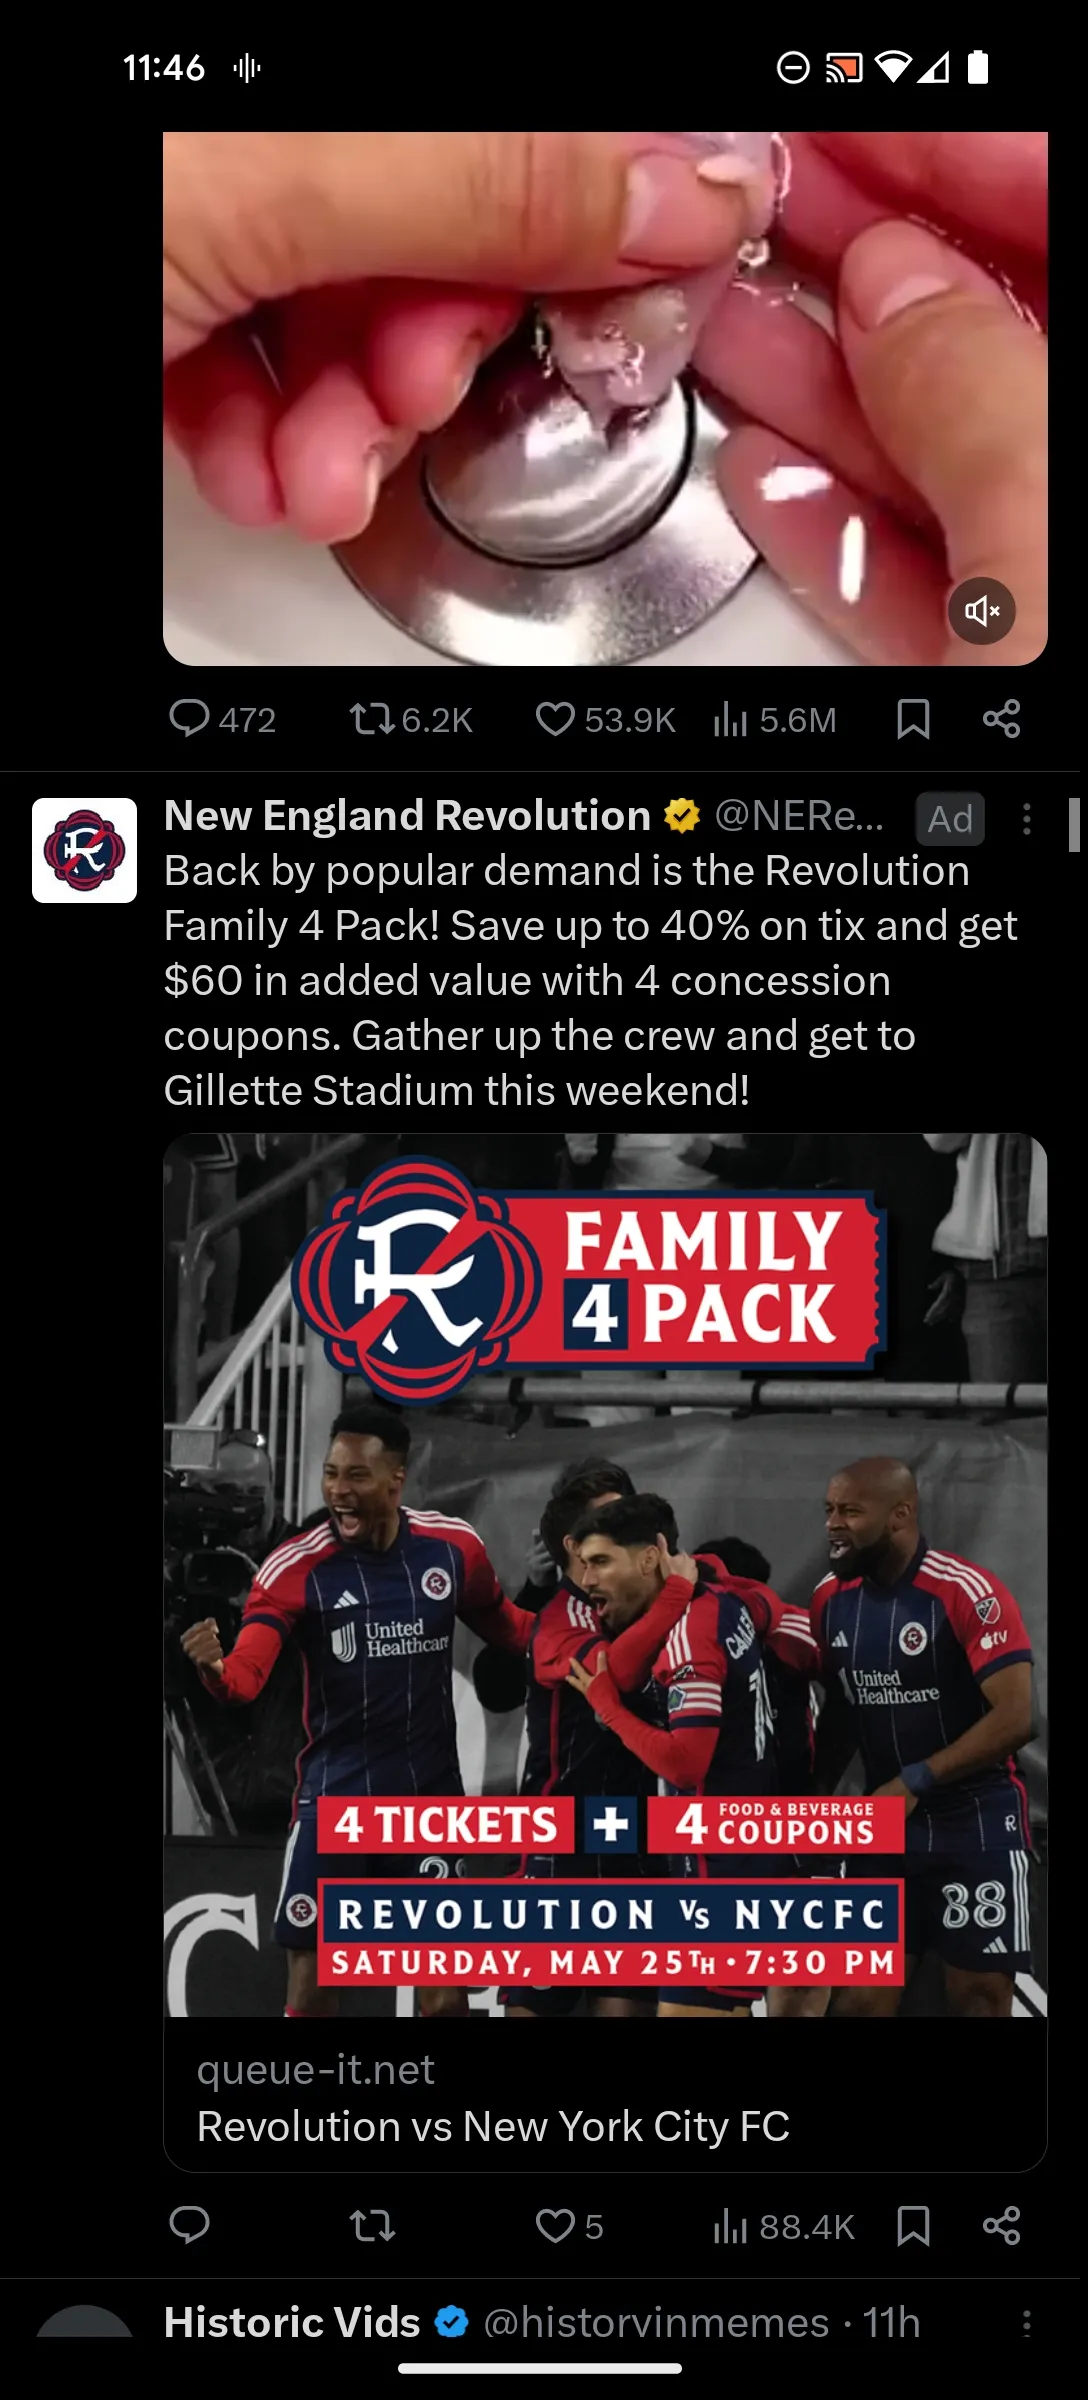 11:46
472 6.2K 53.9K 5.6M
New England Revolution @NERe... Ad
Back by popular demand is the Revolution
Family 4 Pack! Save up to 40% on tix and get
$60 in added value with 4 concession
coupons. Gather up the crew and get to
Gillette Stadium this weekend!
R FAMILY
4 PACK
United
Healthcare
tv
United
Healthcare
4 TICKETS + 4 FOOD & BEVERAGE
COUPONS
REVOLUTION VS NYCFC
88
SATURDAY, MAY 25TH • 7:30 PM
queue-it.net
Revolution vs New York City FC
5 88.4K
Historic Vids @historyinmemes · 11h